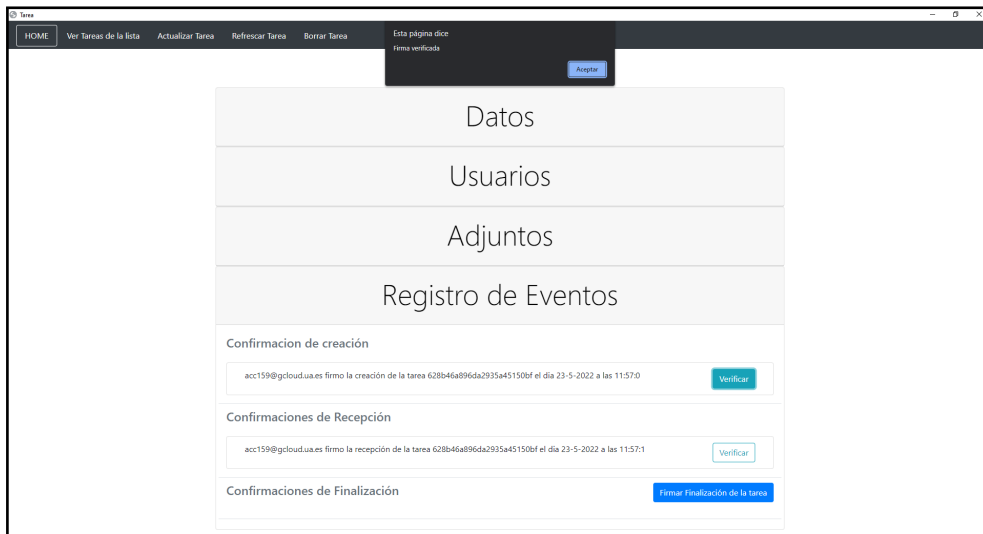 Tarea
HOME Ver Tareas de la lista Actualizar Tarea Refrescar Tarea Borrar Tarea
Esta página dice
Firma verificada
Aceptar
Datos
Usuarios
Adjuntos
Registro de Eventos
Confirmacion de creación
acc159@gcloud.ua.es firmo la creación de la tarea 628b46a896da2935a45150bf el dia 23-5-2022 a las 11:57:0
Verificar
Confirmaciones de Recepción
acc159@gcloud.ua.es firmo la recepción de la tarea 628b46a896da2935a45150bf el dia 23-5-2022 a las 11:57:1
Verificar
Confirmaciones de Finalización
Firmar Finalización de la tarea